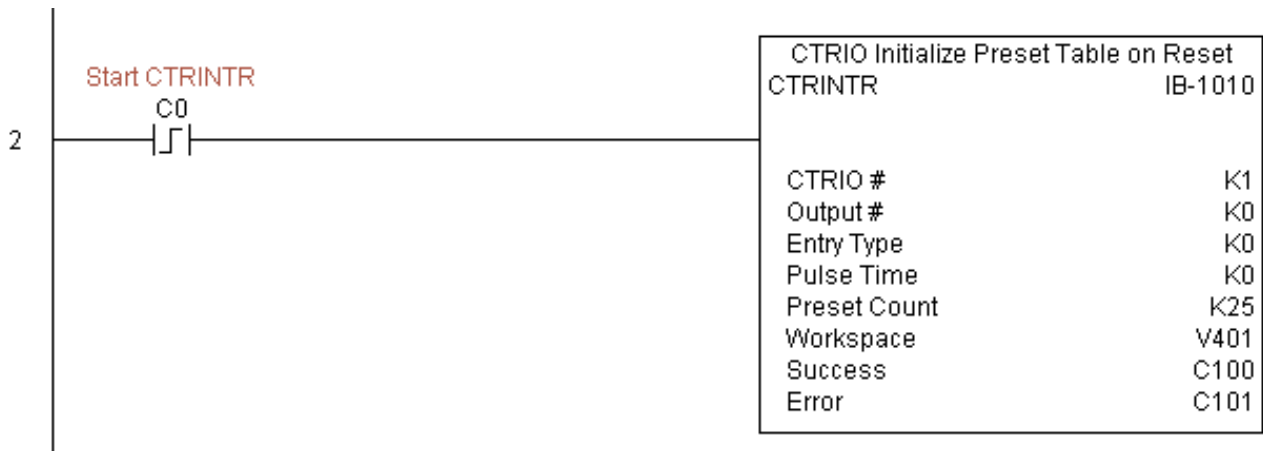 Start CTRINTR
C0
2
CTRIO Initialize Preset Table on Reset
CTRINTR IB-1010
CTRIO # K1
Output # K0
Entry Type K0
Pulse Time K0
Preset Count K25
Workspace V401
Success C100
Error C101